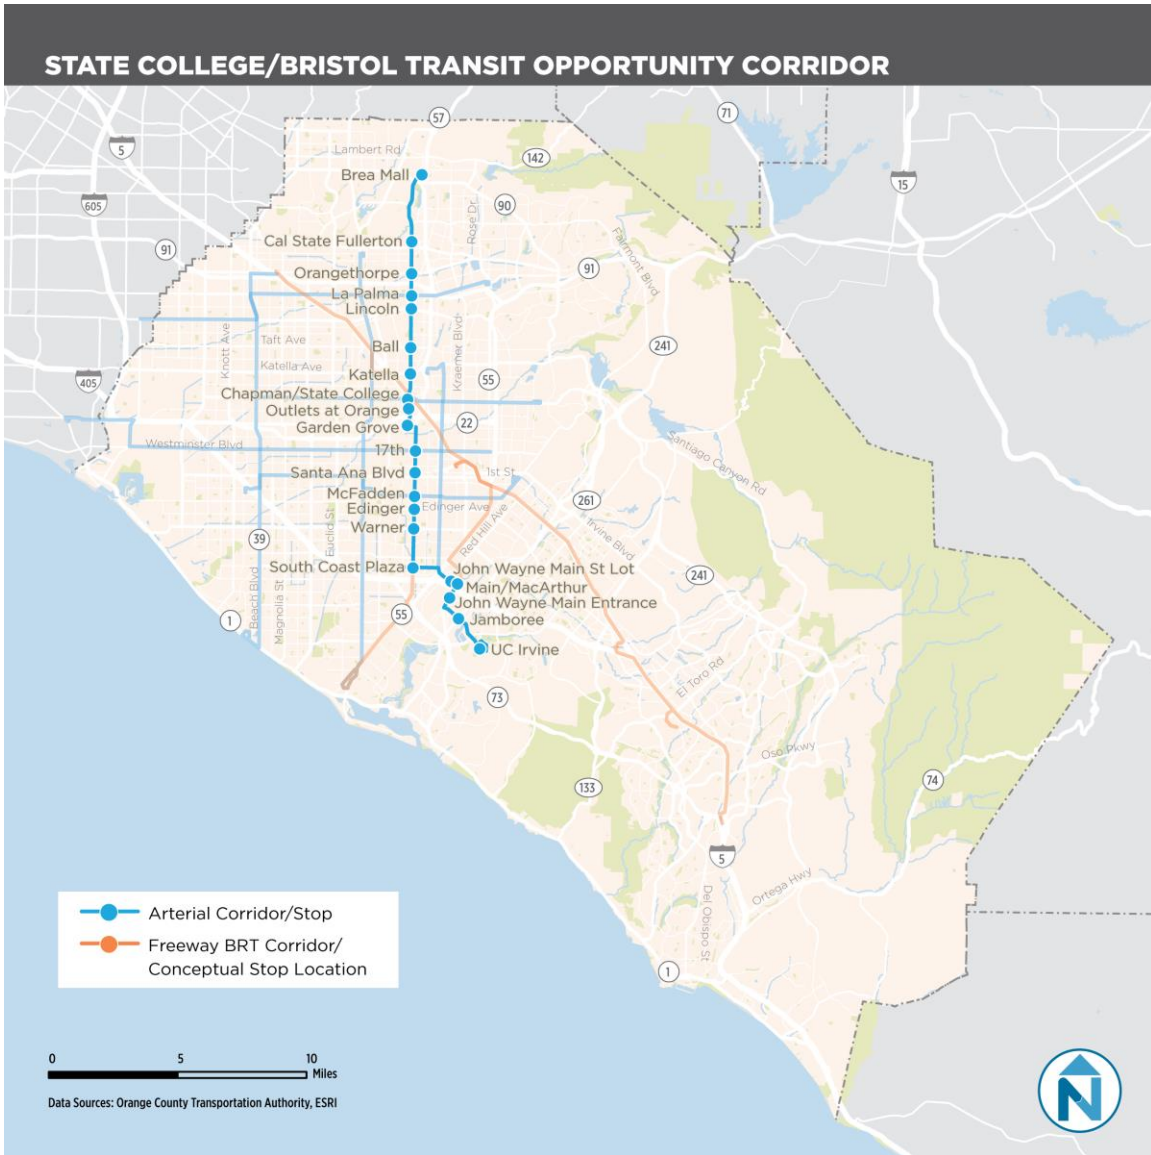 STATE COLLEGE/BRISTOL TRANSIT OPPORTUNITY CORRIDOR
57
71
5
Lambert Rd
142
Brea Mall
15
605
90
Rose Dr
Cal State Fullerton
91
Fairmont Blvd
Orangethorpe
91
La Palma
Lincoln
Knott Ave
Taft Ave
Ball
Kraemer Blvd
241
Katella Ave
Katella
55
405
Chapman/State College
Outlets at Orange
22
Garden Grove
Westminster Blvd
17th
Santiago Canyon Rd
Santa Ana Blvd
1st St
McFadden
Edinger
Edinger Ave
261
Euclid St
Warner
Red Hill Ave
Irvine Blvd
39
South Coast Plaza
John Wayne Main St Lot
241
Main/MacArthur
Beach Blvd
Magnolia St
John Wayne Main Entrance
55
1
Jamboree
UC Irvine
El Toro Rd
73
Oso Pkwy
74
133
5
Ortega Hwy
Del Obispo St
1
Arterial Corridor/Stop
Freeway BRT Corridor/
Conceptual Stop Location
0 5 10
Miles
Data Sources: Orange County Transportation Authority, ESRI
N